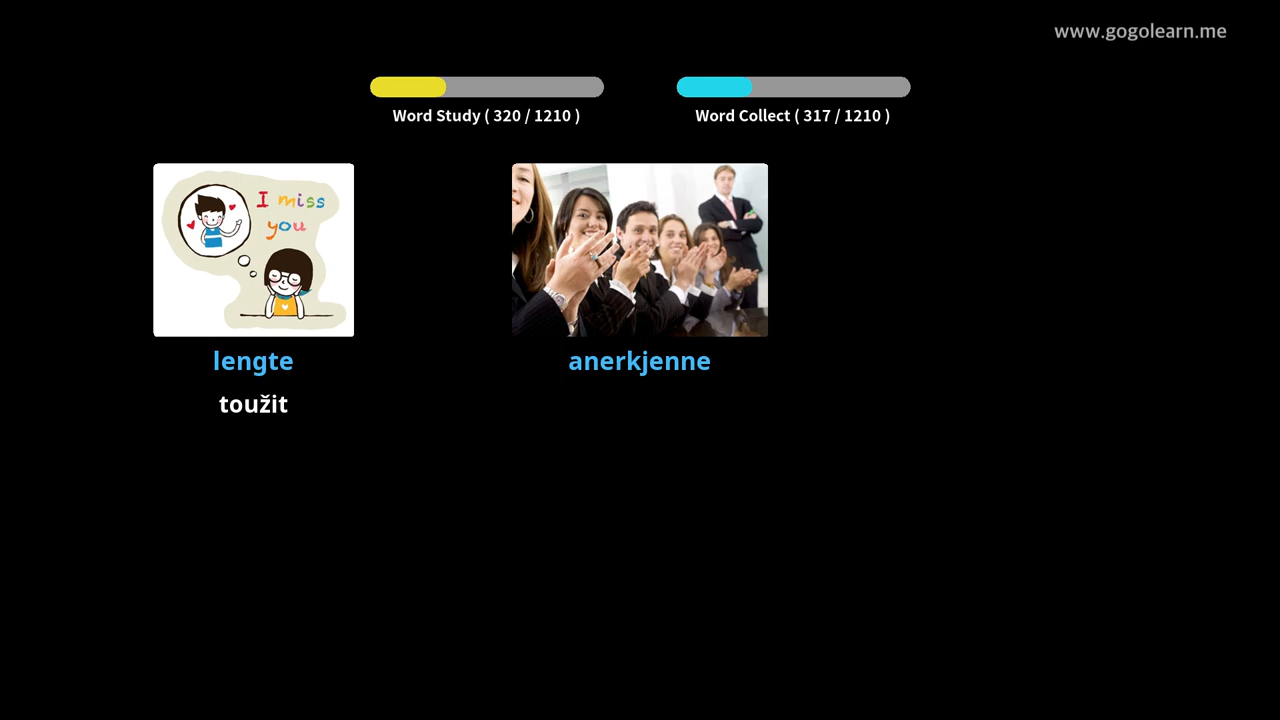 www.gogolearn.me
Word Study ( 320 / 1210 )
Word Collect ( 317 / 1210 )
I miss
you
lengte
anerkjenne
toužit